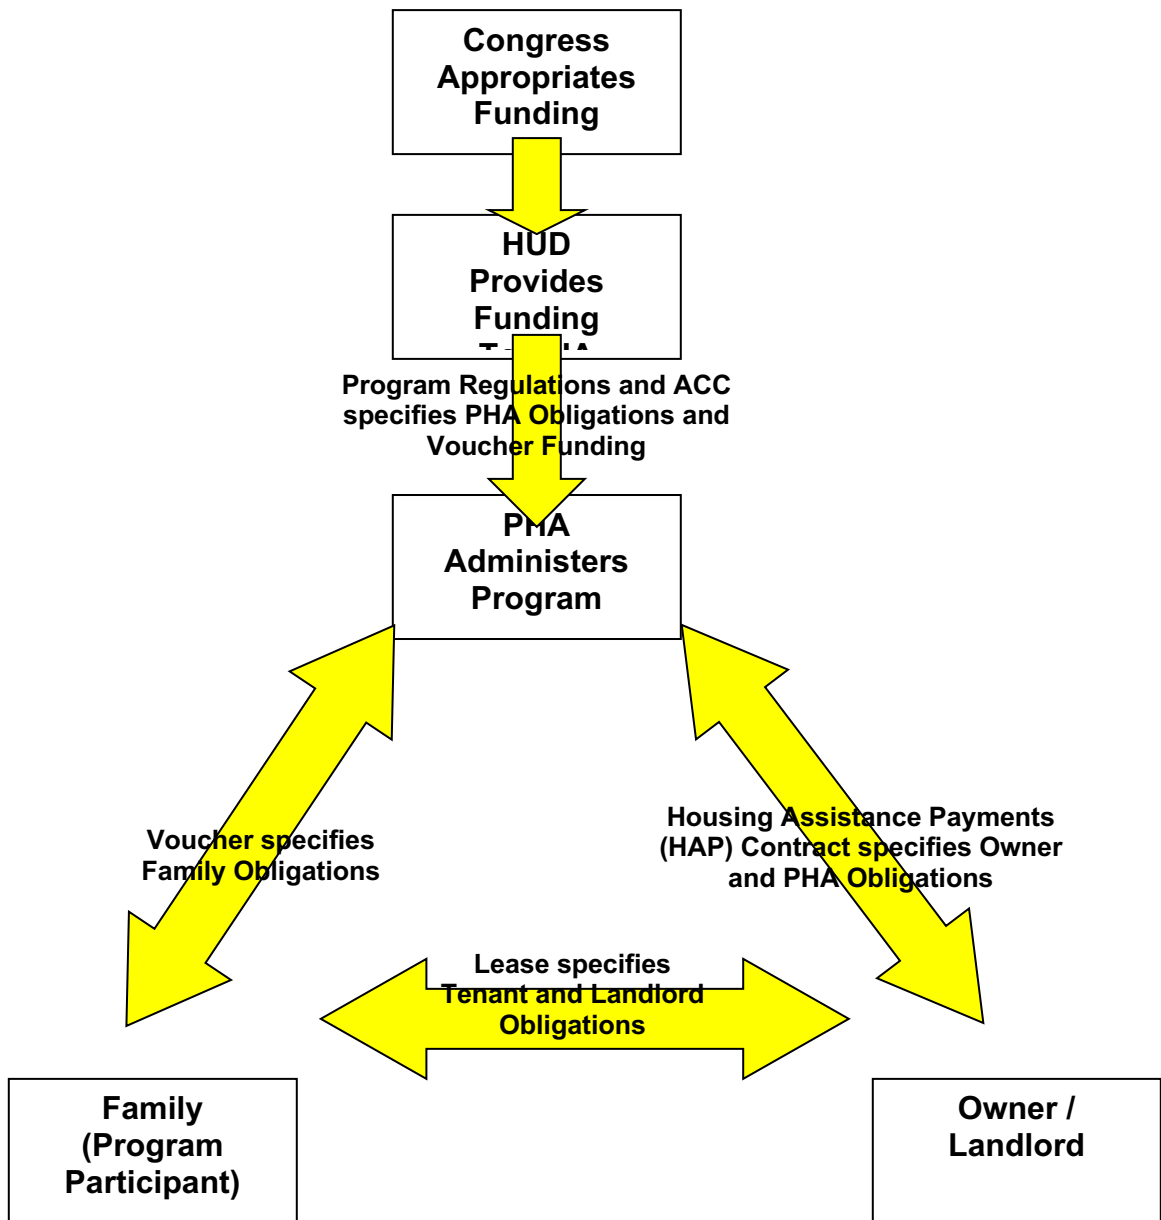 Congress
Appropriates
Funding
HUD
Provides
Funding
Program Regulations and ACC
specifies PHA Obligations and
Voucher Funding
PHA
Administers
Program
Voucher specifies
Family Obligations
Housing Assistance Payments
(HAP) Contract specifies Owner
and PHA Obligations
Lease specifies
Tenant and Landlord
Obligations
Family
(Program
Participant)
Owner /
Landlord